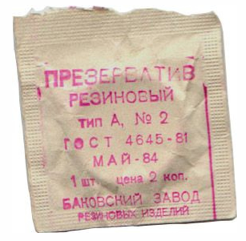 ПРЕЗЕРВАТИВ
РЕЗИНОВЫЙ
ТИП А, № 2
ГОСТ 4645-81
МАЙ-84
1 шт. цена 2 коп.
БАКОВСКИЙ ЗАВОД
РЕЗИНОВЫХ ИЗДЕЛИЙ